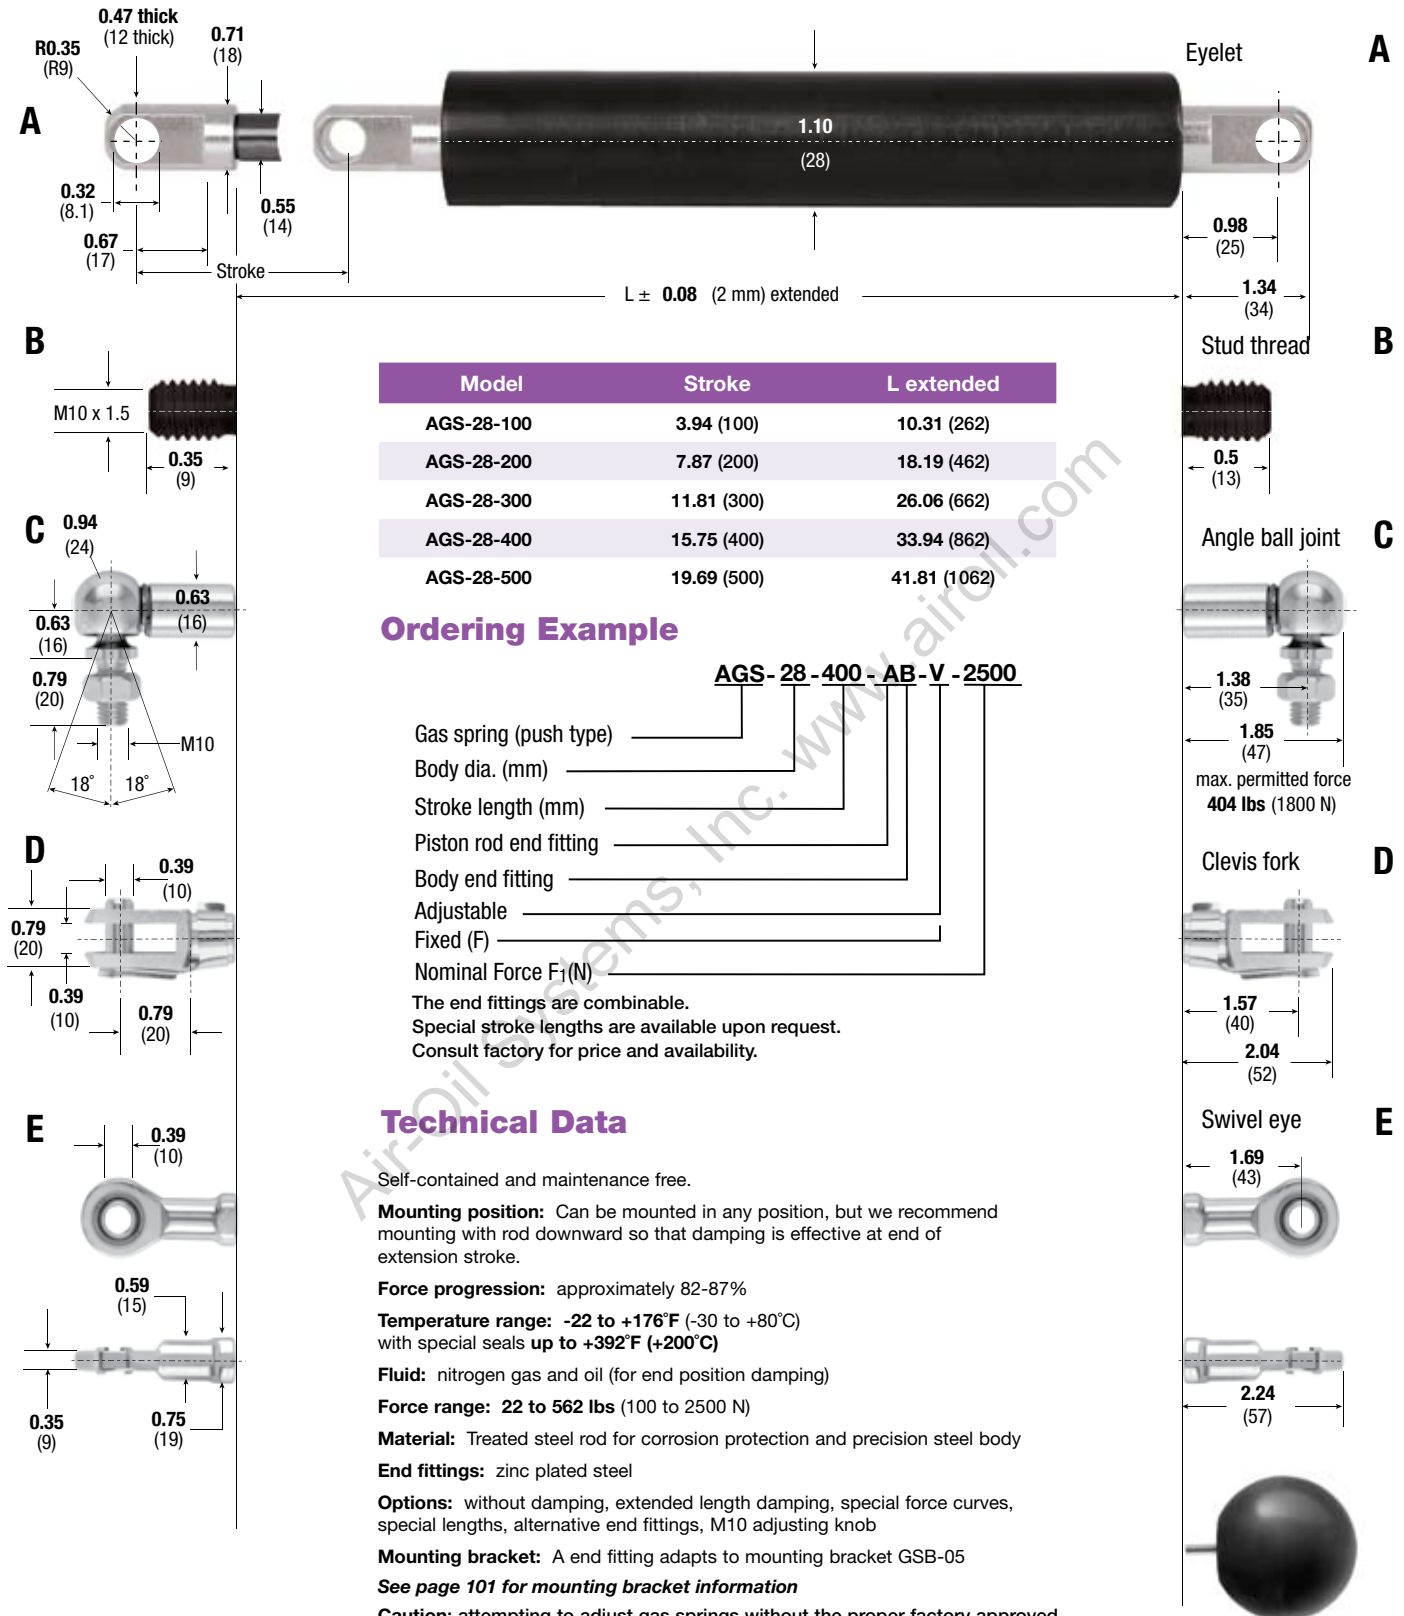 0.47 thick
(12 thick)
0.71
(18)
R0.35
(R9)
A
0.32
(8.1)
0.67
(17)
0.55
(14)
Stroke
1.10
(28)
Eyelet
A
0.98
(25)
1.34
(34)
L ± 0.08 (2 mm) extended
B
M10 x 1.5
0.35
(9)
Stud thread
B
0.5
(13)
Model Stroke L extended
AGS-28-100 3.94 (100) 10.31 (262)
AGS-28-200 7.87 (200) 18.19 (462)
AGS-28-300 11.81 (300) 26.06 (662)
AGS-28-400 15.75 (400) 33.94 (862)
AGS-28-500 19.69 (500) 41.81 (1062)
C
0.94
(24)
0.63
(16)
0.63
(16)
0.79
(20)
M10
18° 18°
Angle ball joint
C
1.38
(35)
1.85
(47)
max. permitted force
404 lbs (1800 N)
Ordering Example
AGS-28-400-AB-V-2500
Gas spring (push type)
Body dia. (mm)
Stroke length (mm)
Piston rod end fitting
Body end fitting
Adjustable
Fixed (F)
Nominal Force F1(N)
The end fittings are combinable.
Special stroke lengths are available upon request.
Consult factory for price and availability.
D
0.39
(10)
0.79
(20)
0.39
(10)
0.79
(20)
Clevis fork
D
1.57
(40)
2.04
(52)
E
0.39
(10)
0.59
(15)
0.35
(9)
0.75
(19)
Swivel eye
E
1.69
(43)
2.24
(57)
Technical Data
Self-contained and maintenance free.
Mounting position: Can be mounted in any position, but we recommend
mounting with rod downward so that damping is effective at end of
extension stroke.
Force progression: approximately 82-87%
Temperature range: -22 to +176°F (-30 to +80°C)
with special seals up to +392°F (+200°C)
Fluid: nitrogen gas and oil (for end position damping)
Force range: 22 to 562 lbs (100 to 2500 N)
Material: Treated steel rod for corrosion protection and precision steel body
End fittings: zinc plated steel
Options: without damping, extended length damping, special force curves,
special lengths, alternative end fittings, M10 adjusting knob
Mounting bracket: A end fitting adapts to mounting bracket GSB-05
See page 101 for mounting bracket information
Caution: attempting to adjust gas springs without the proper factory approved
Air-Oil Systems, Inc. www.airoil.com